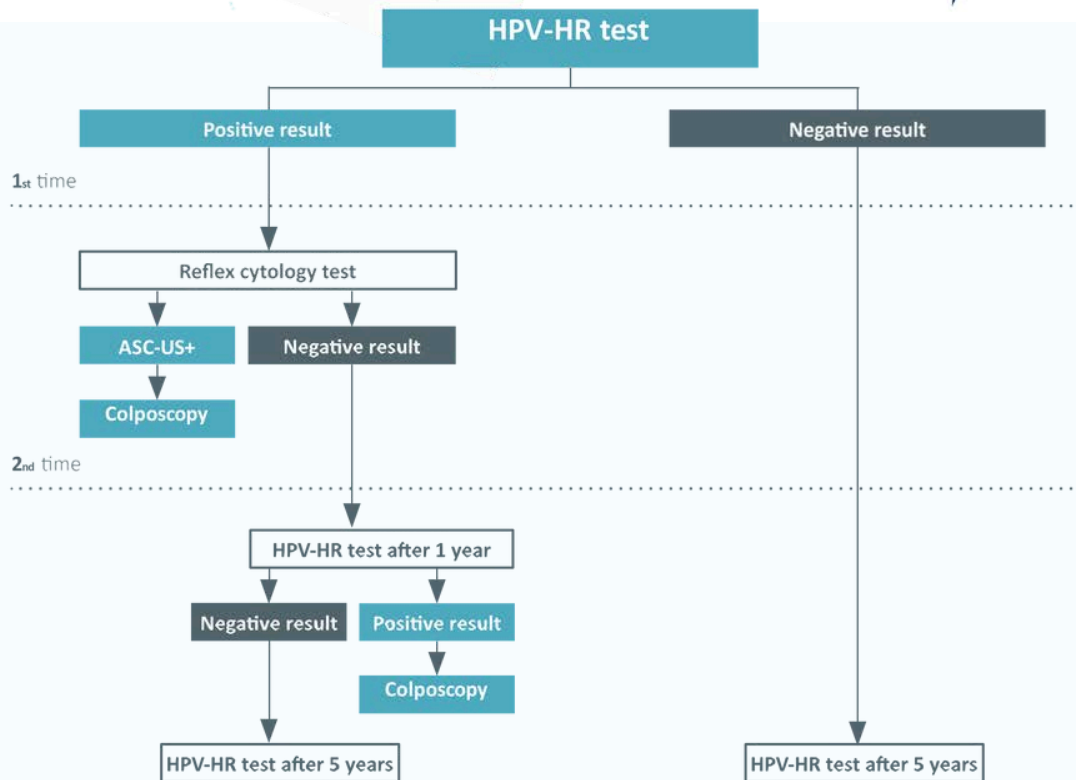 HPV-HR test
Positive result
Negative result
1st time
Reflex cytology test
ASC-US+
Negative result
Colposcopy
2nd time
HPV-HR test after 1 year
Negative result
Positive result
Colposcopy
HPV-HR test after 5 years
HPV-HR test after 5 years